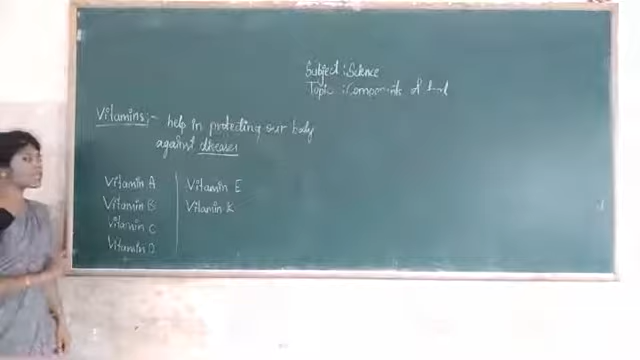 Subject : Science
Topic : Components of food
Vitamins :- help in protecting our body
against diseases
Vitamin A
Vitamin B
Vitamin C
Vitamin D
Vitamin E
Vitamin K